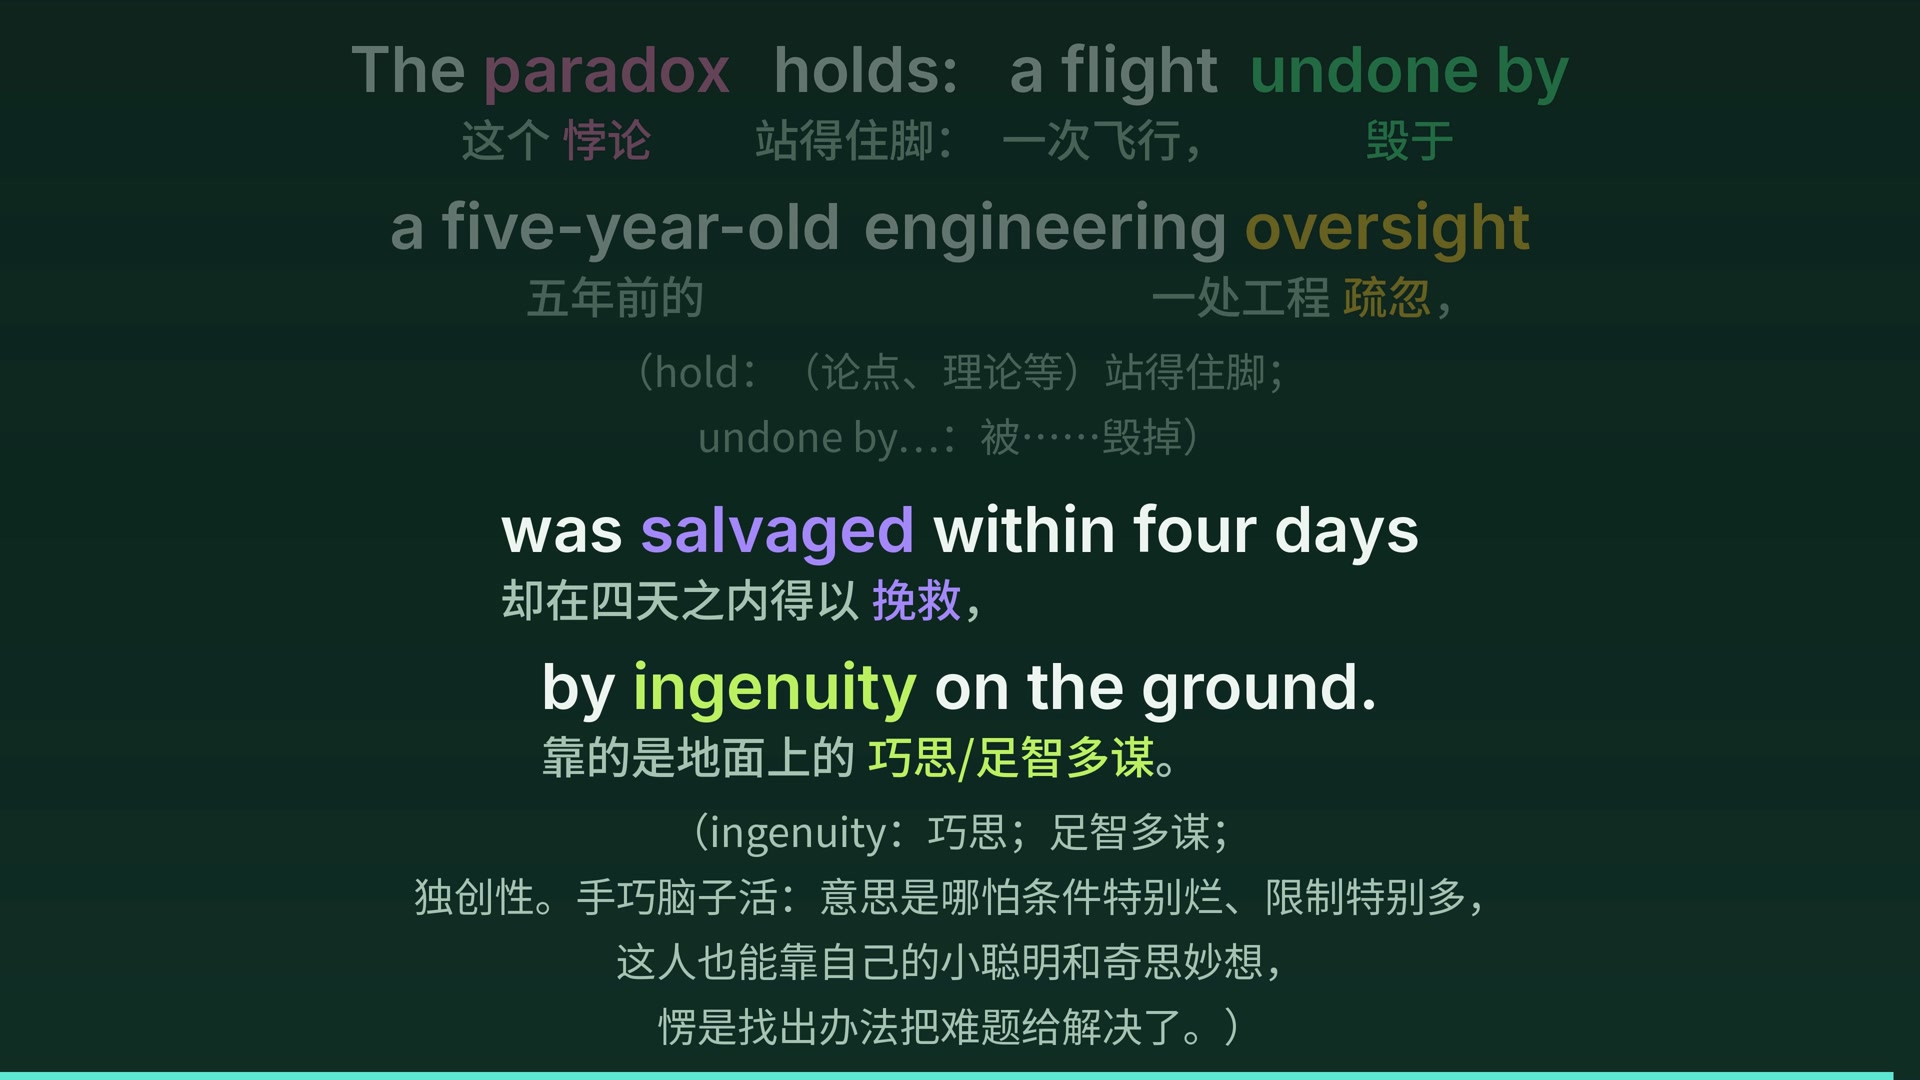 The paradox holds: a flight undone by
这个 悖论 站得住脚： 一次飞行， 毁于
a five-year-old engineering oversight
五年前的 一处工程 疏忽，
（hold：（论点、理论等）站得住脚；
undone by...：被……毁掉）
was salvaged within four days
却在四天之内得以 挽救，
by ingenuity on the ground.
靠的是地面上的 巧思/足智多谋。
（ingenuity：巧思；足智多谋；
独创性。手巧脑子活：意思是哪怕条件特别烂、限制特别多，
这人也能靠自己的小聪明和奇思妙想，
愣是找出办法把难题给解决了。）